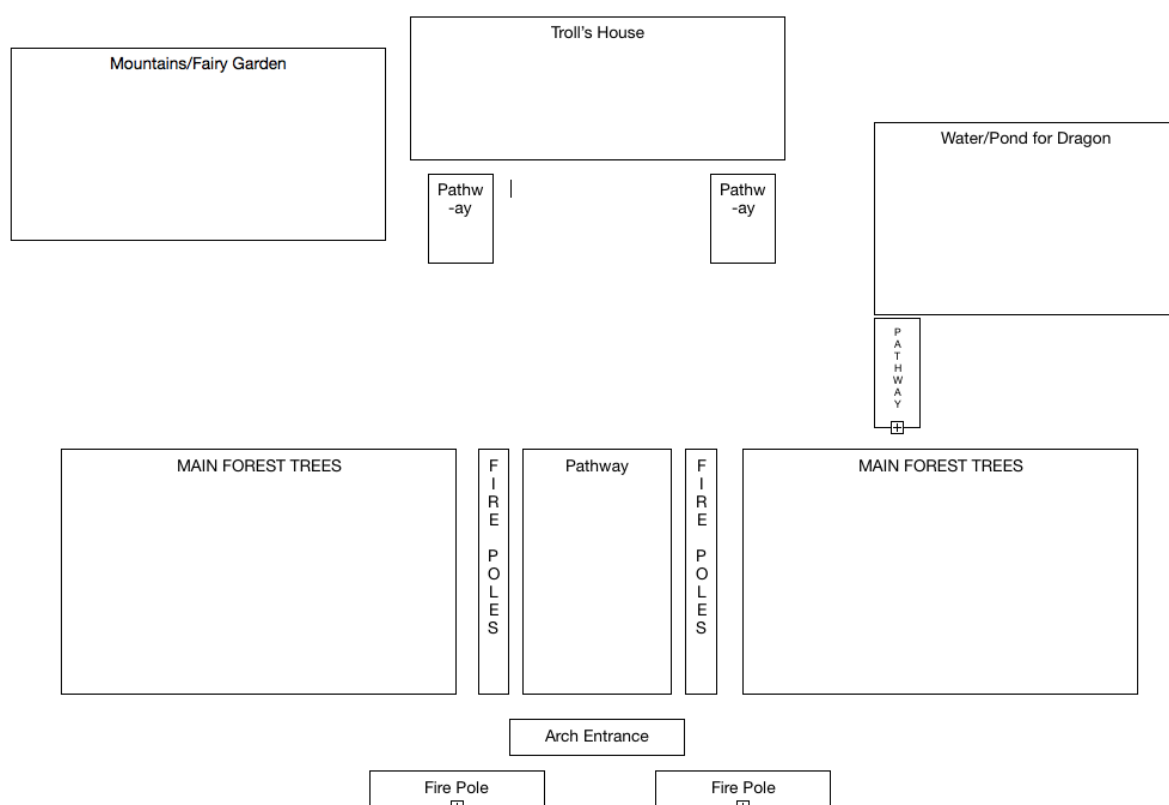 Troll's House
Mountains/Fairy Garden
Water/Pond for Dragon
Pathw
-ay
Pathw
-ay
P
A
T
H
W
A
Y
MAIN FOREST TREES
F
I
R
E
P
O
L
E
S
Pathway
F
I
R
E
P
O
L
E
S
MAIN FOREST TREES
Arch Entrance
Fire Pole
Fire Pole